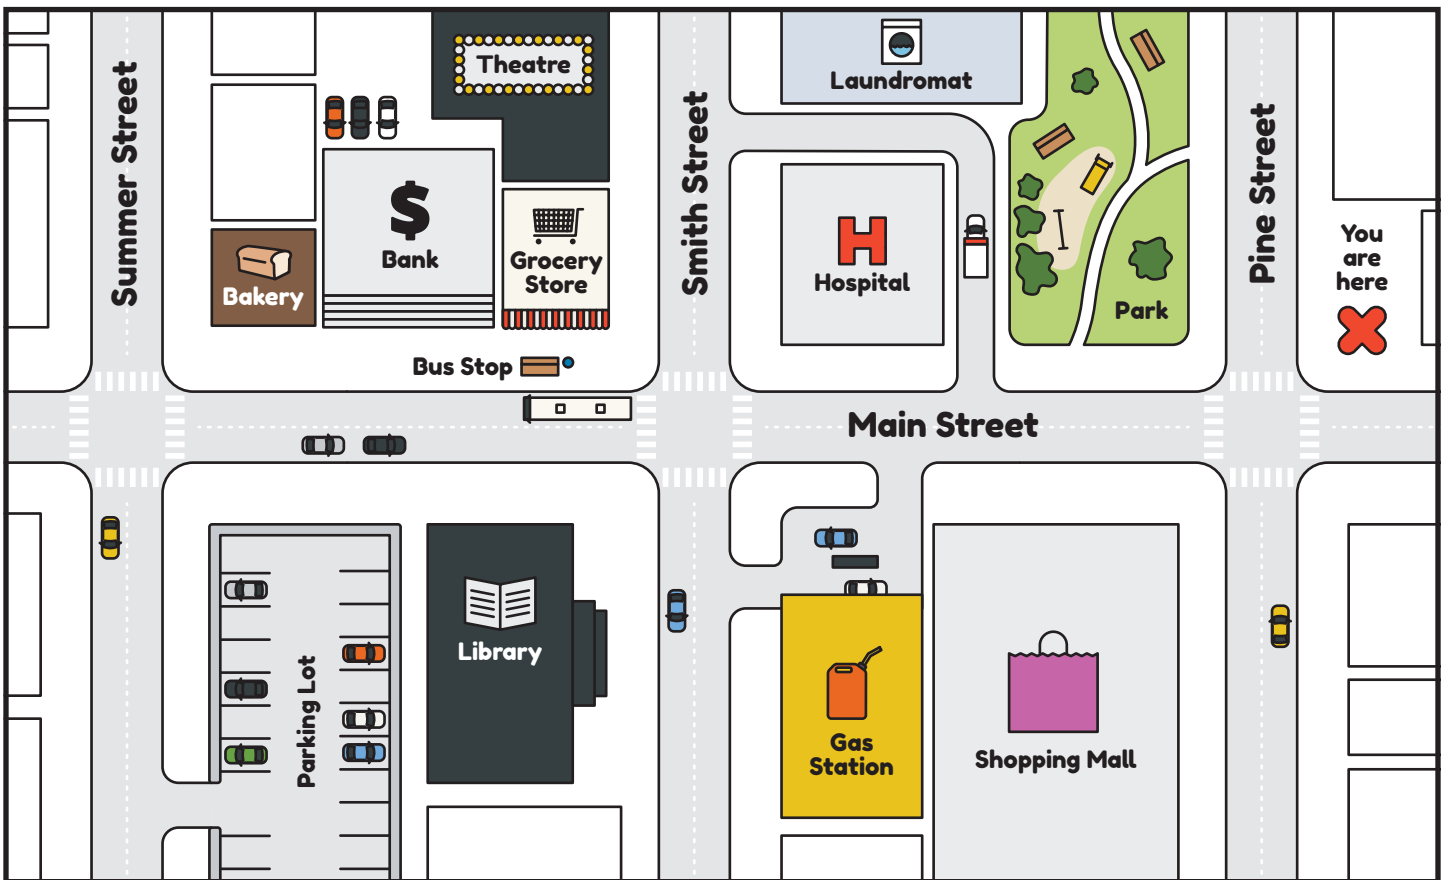 Theatre
Laundromat
Summer Street
Smith Street
Pine Street
$
Bank
Bakery
Grocery
Store
H
Hospital
Park
You
are
here
Bus Stop
Main Street
Library
Parking Lot
Gas
Station
Shopping Mall